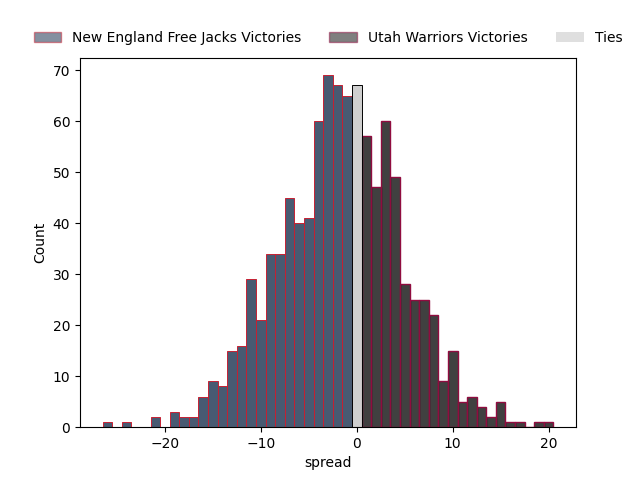 New England Free Jacks Victories Utah Warriors Victories Ties
70
60
50
40
30
20
10
0
Count
−20 −10 0 10 20
spread